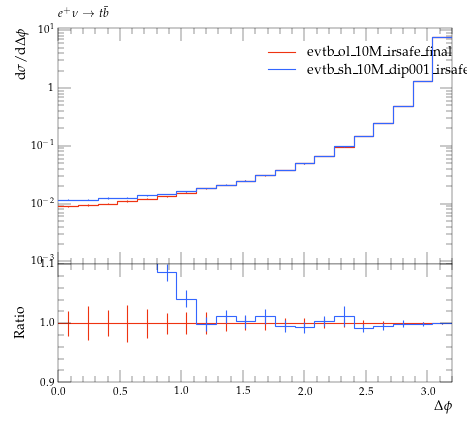 e⁺ν → tb̄
dσ/dΔϕ
10¹
1
10⁻¹
10⁻²
10⁻³
evtb_ol_10M_irsafe_final
evtb_sh_10M_dip001_irsafe
Ratio
1.1
1.0
0.9
0.0 0.5 1.0 1.5 2.0 2.5 3.0
Δϕ